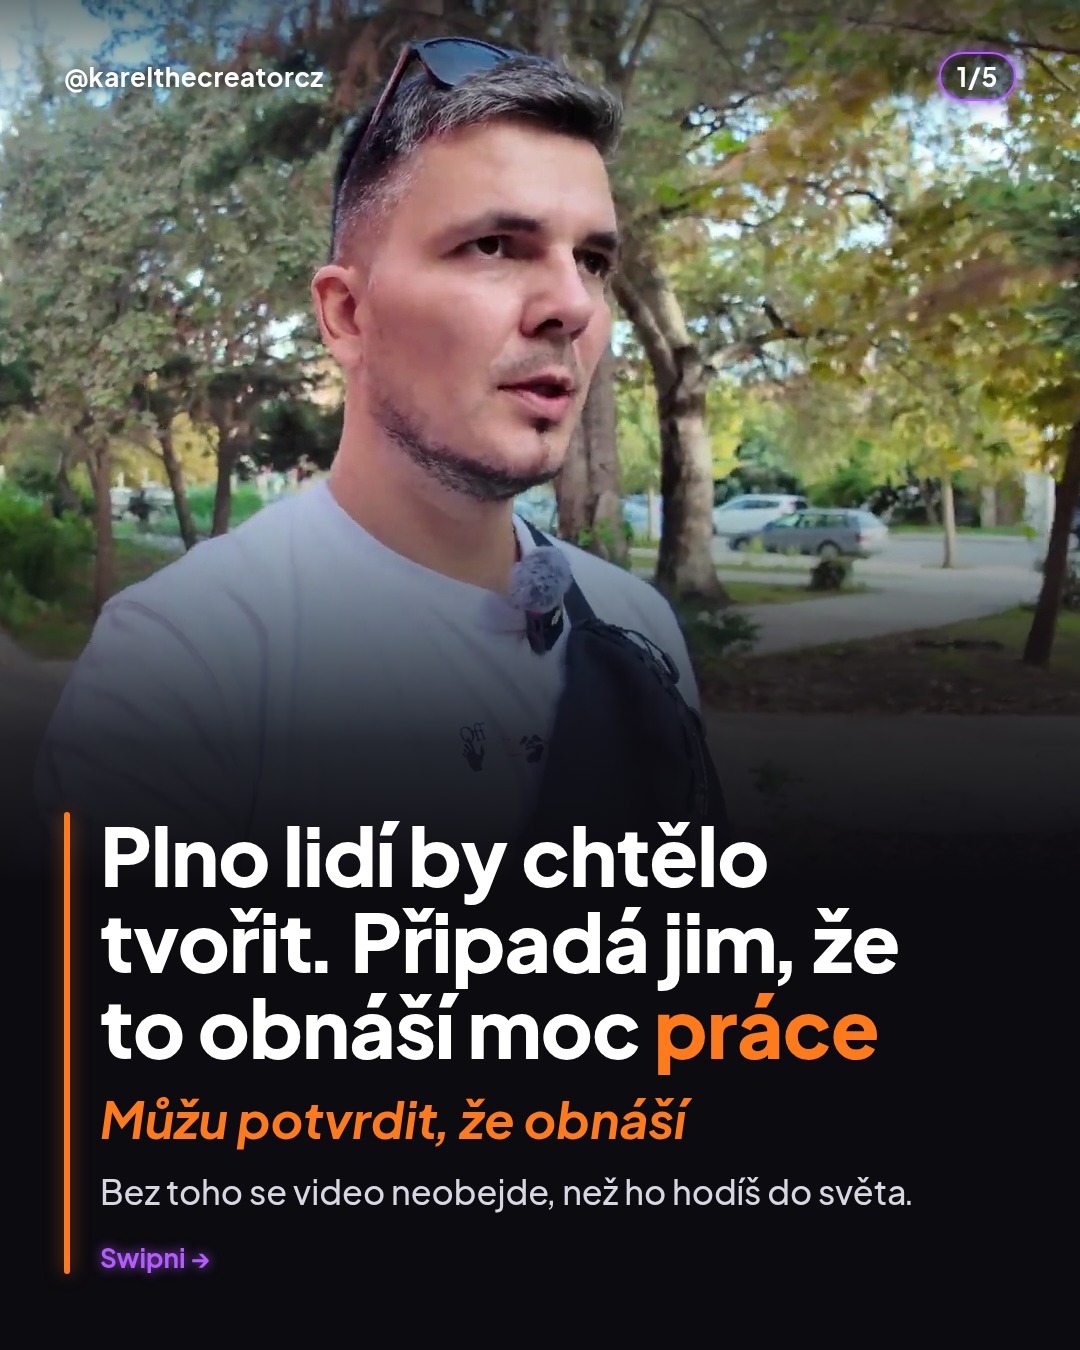 @karelthecreatorcz
1/5
Off
Plno lidí by chtělo
tvořit. Připadá jim, že
to obnáší moc práce
Můžu potvrdit, že obnáší
Bez toho se video neobejde, než ho hodíš do světa.
Swipni →